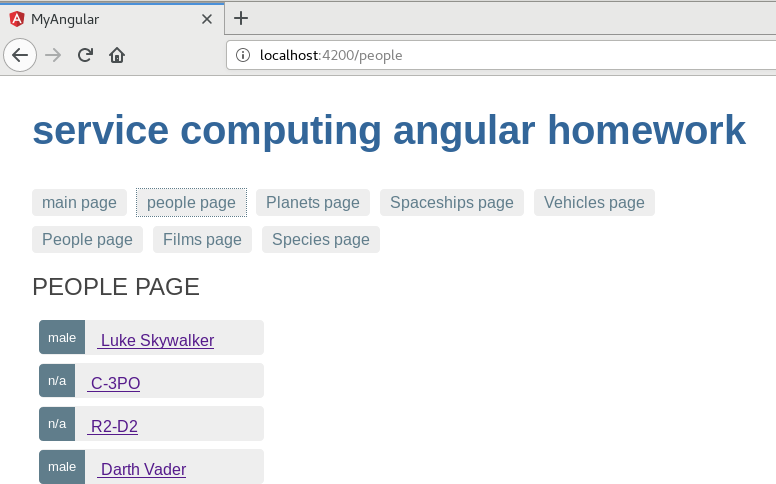 MyAngular
localhost:4200/people
service computing angular homework
main page people page Planets page Spaceships page Vehicles page
People page Films page Species page
PEOPLE PAGE
male Luke Skywalker
n/a C-3PO
n/a R2-D2
male Darth Vader